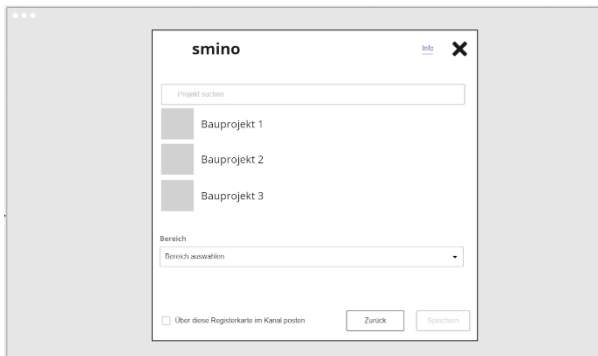 smino
Info
Projekt suchen
Bauprojekt 1
Bauprojekt 2
Bauprojekt 3
Bereich
Bereich auswählen
Über diese Registerkarte im Kanal posten
Zurück
Speichern